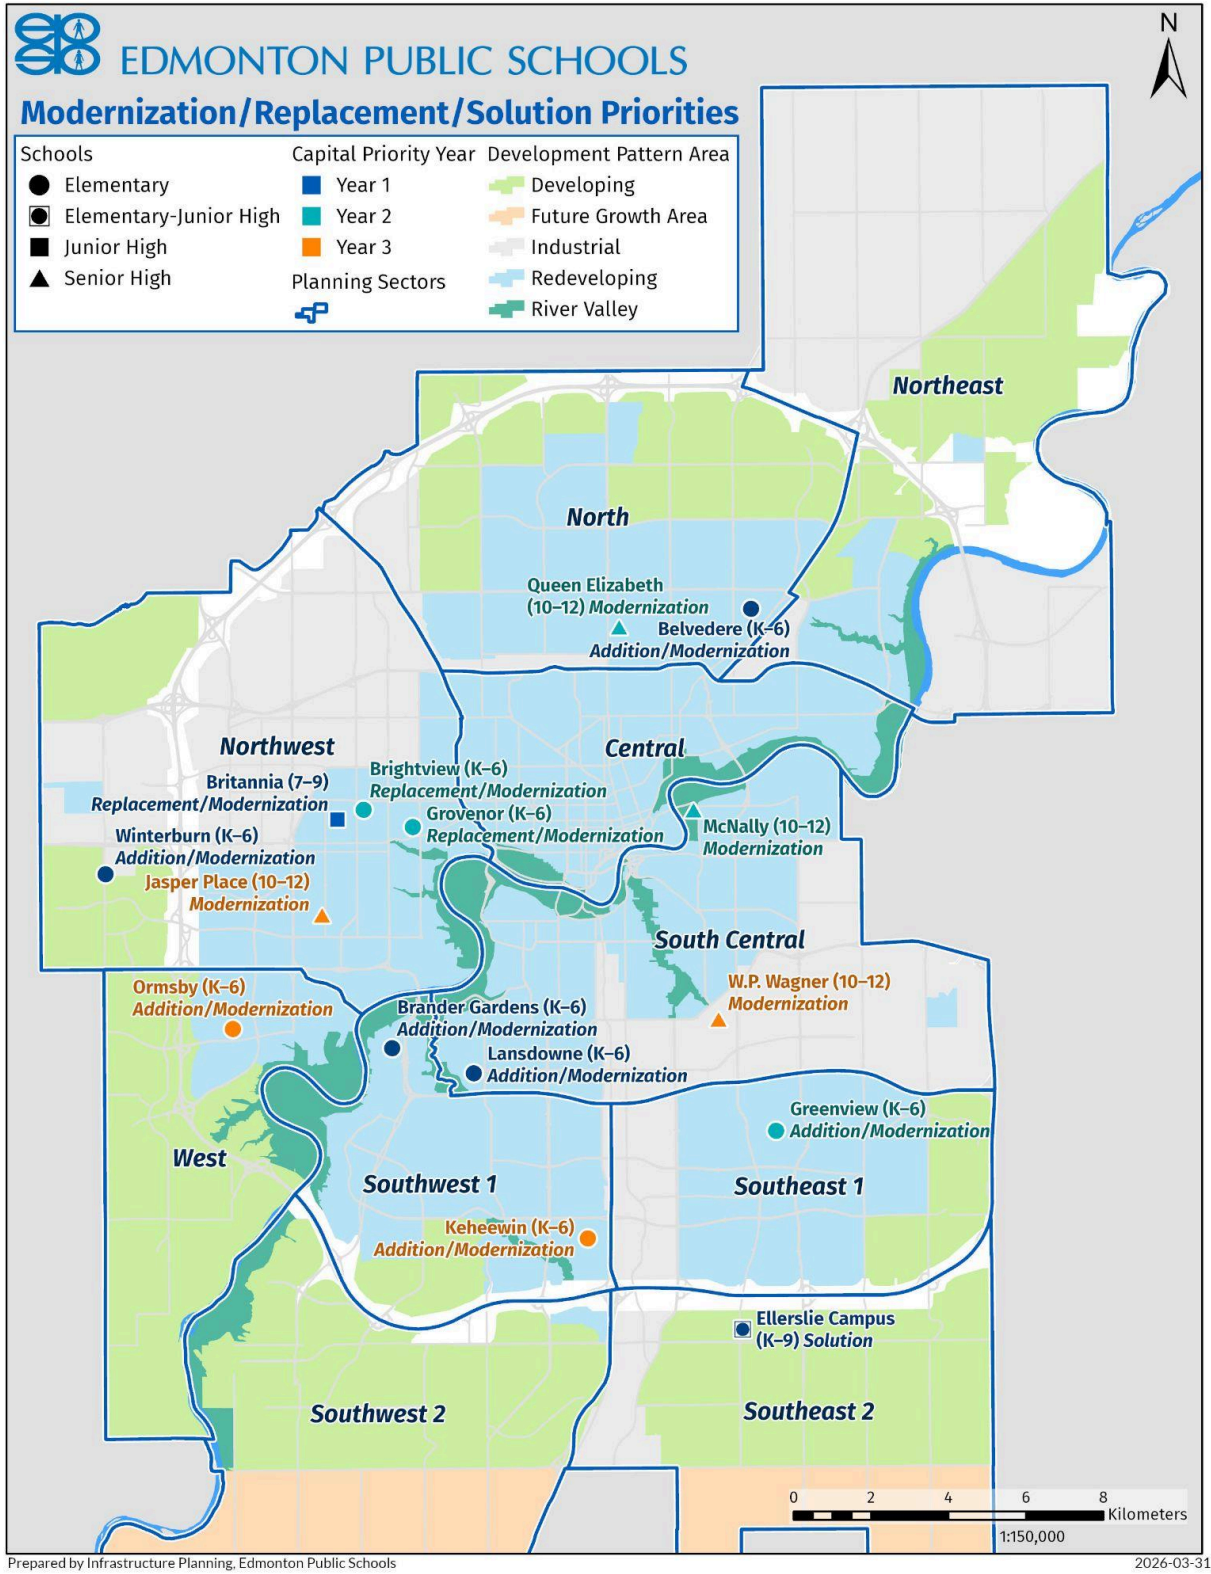 EDMONTON PUBLIC SCHOOLS
N
Modernization/Replacement/Solution Priorities
Schools
Elementary
Elementary-Junior High
Junior High
Senior High
Capital Priority Year
Year 1
Year 2
Year 3
Planning Sectors
Development Pattern Area
Developing
Future Growth Area
Industrial
Redeveloping
River Valley
Northeast
North
Queen Elizabeth
(10–12) Modernization
Belvedere (K–6)
Addition/Modernization
Northwest
Central
Britannia (7–9)
Replacement/Modernization
Brightview (K–6)
Replacement/Modernization
Grovenor (K–6)
Replacement/Modernization
McNally (10–12)
Modernization
Winterburn (K–6)
Addition/Modernization
Jasper Place (10–12)
Modernization
South Central
Ormsby (K–6)
Addition/Modernization
W.P. Wagner (10–12)
Modernization
Brander Gardens (K–6)
Addition/Modernization
Lansdowne (K–6)
Addition/Modernization
Greenview (K–6)
Addition/Modernization
West
Southwest 1
Southeast 1
Keheewin (K–6)
Addition/Modernization
Ellerslie Campus
(K–9) Solution
Southwest 2
Southeast 2
0 2 4 6 8
Kilometers
1:150,000
Prepared by Infrastructure Planning, Edmonton Public Schools
2026-03-31